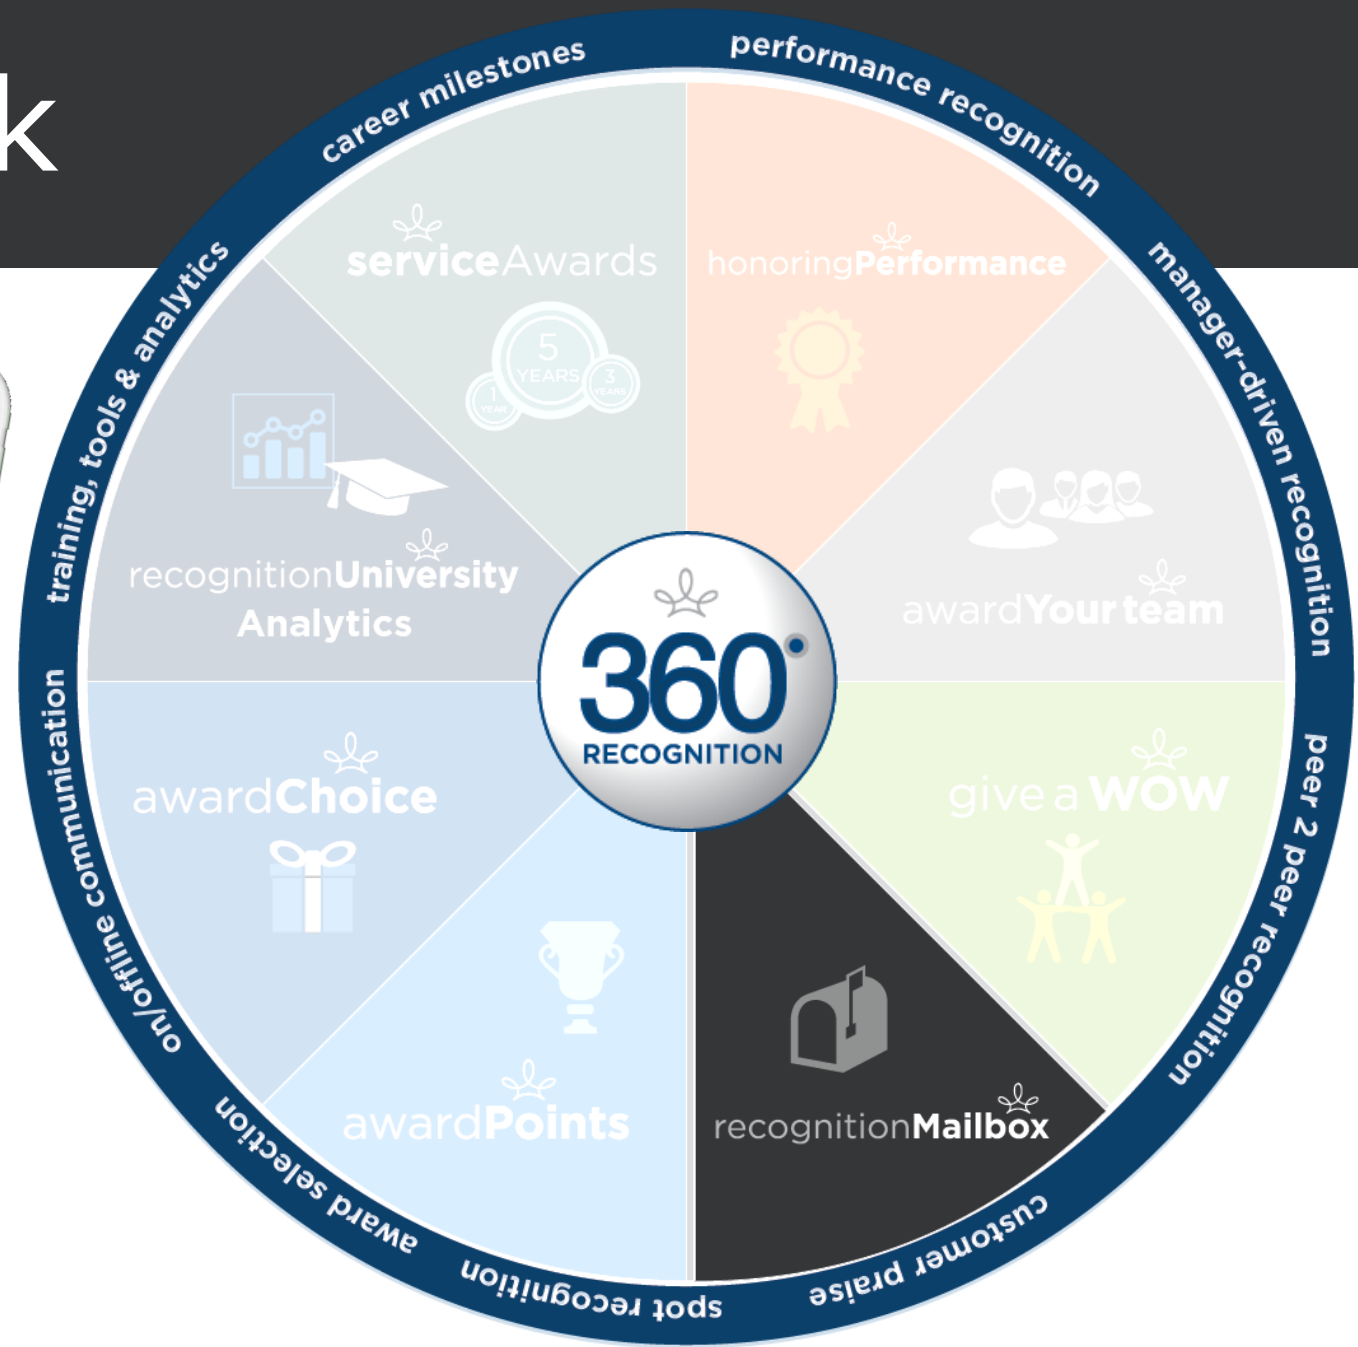 k
career milestones
performance recognition
manager-driven recognition
peer 2 peer recognition
customer praise
spot recognition
award selection
on/offline communication
training, tools & analytics
serviceAwards
5
YEARS
1
YEAR
3
YEARS
honoringPerformance
awardYourteam
give a WOW
recognitionMailbox
awardPoints
awardChoice
recognitionUniversity
Analytics
360°
RECOGNITION